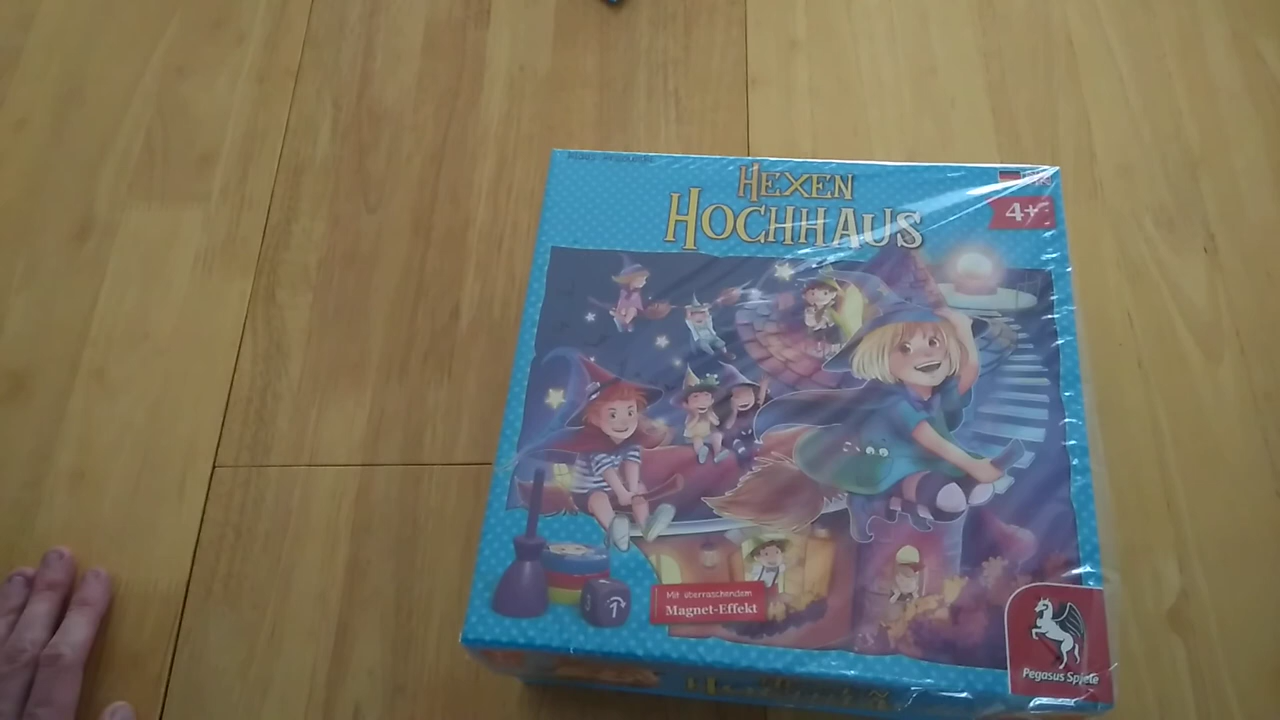 HEXEN
HOCHHAUS
4+
Mit überraschendem
Magnet-Effekt
Pegasus Spiele